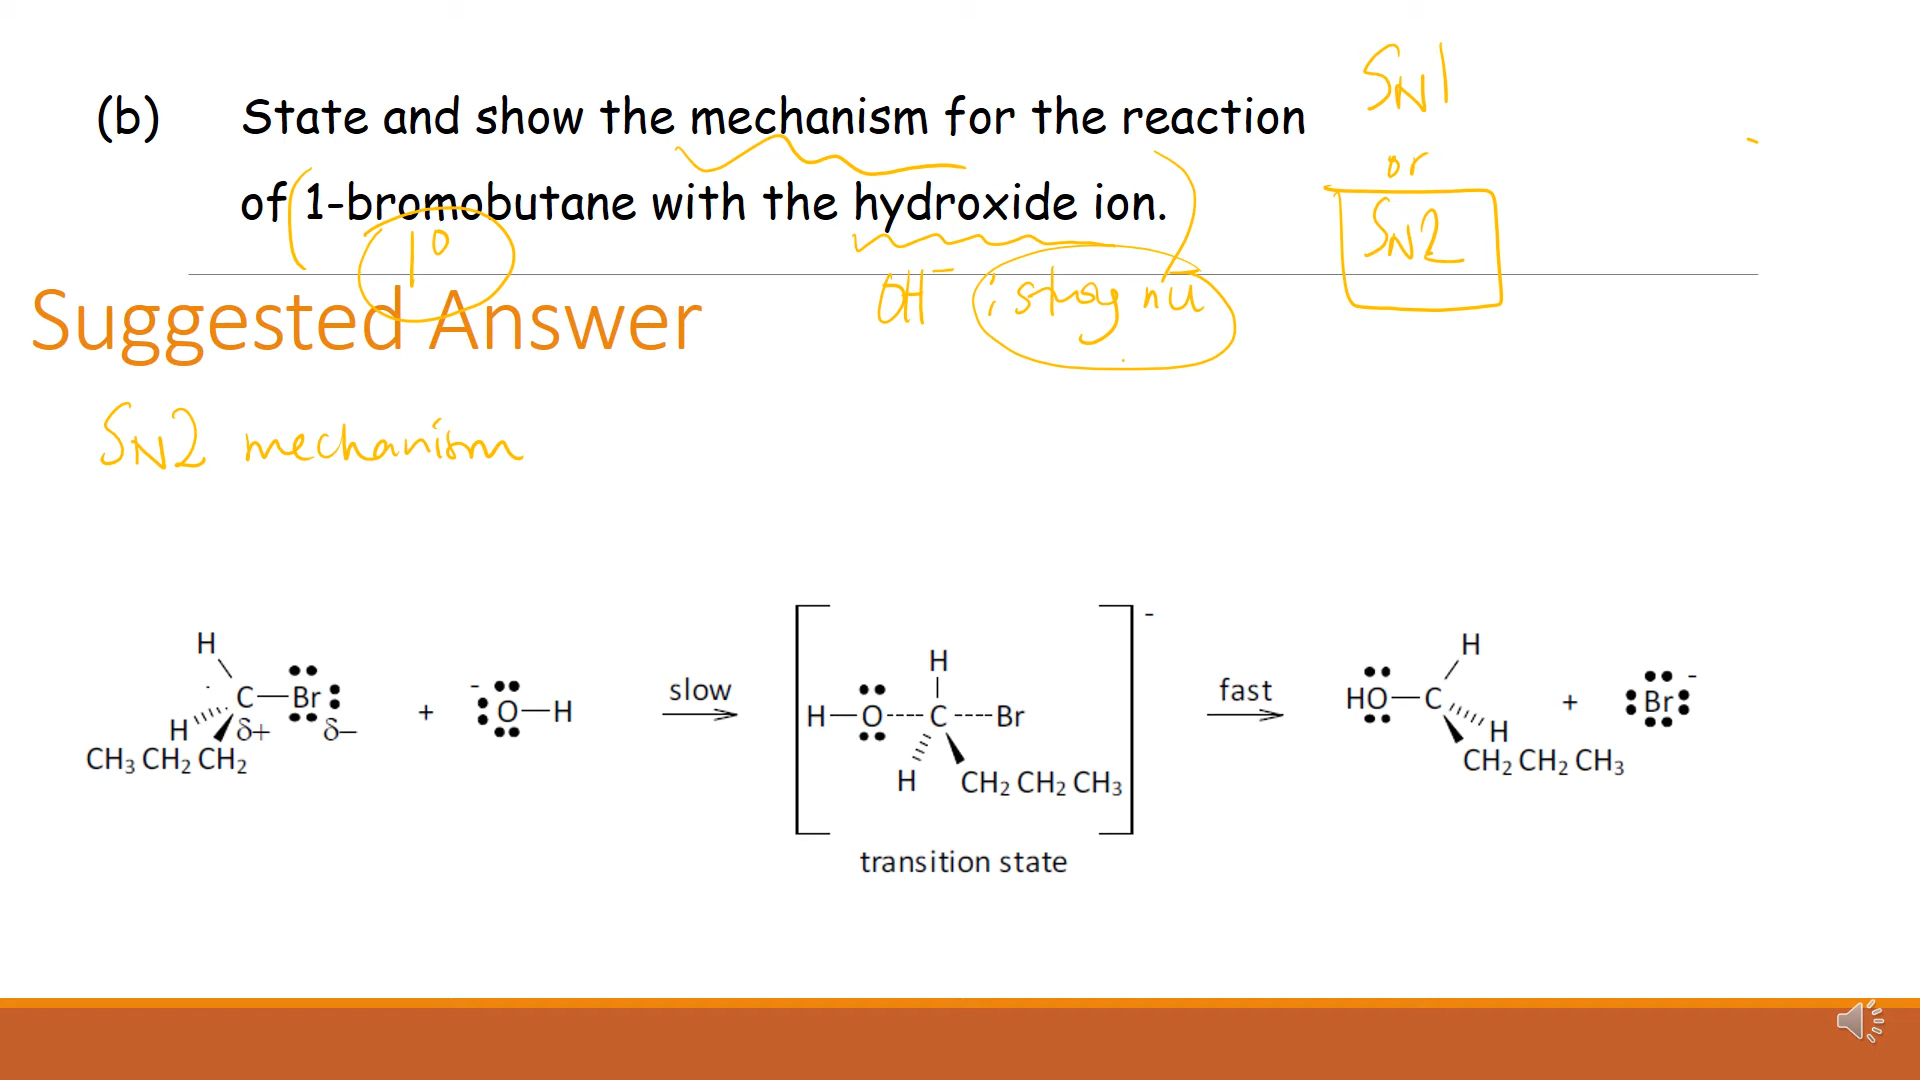 (b) State and show the mechanism for the reaction
of 1-bromobutane with the hydroxide ion.
SN1
or
SN2
1°
OH⁻ : strong nu
Suggested Answer
SN2 mechanism
H
C—Br
H δ+ δ–
CH₃ CH₂ CH₂
+
- O—H
slow
H
H—O----C----Br -
H CH₂ CH₂ CH₃
transition state
fast
H
HO—C
H
CH₂ CH₂ CH₃
+
Br -